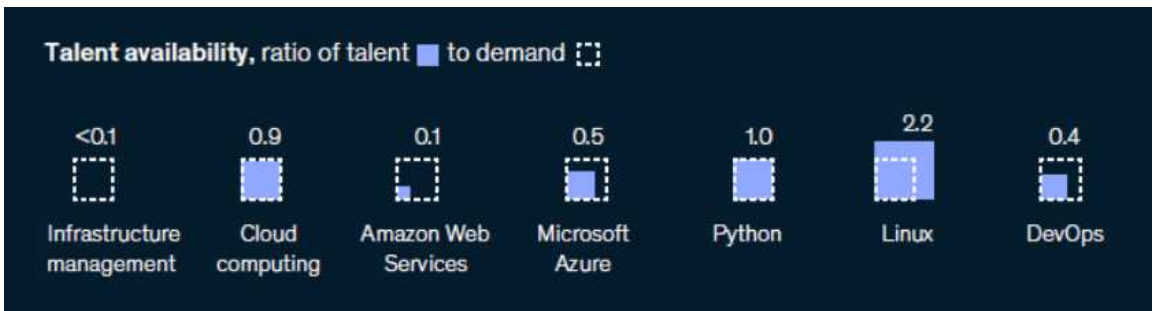 Talent availability, ratio of talent to demand
<0.1 0.9 0.1 0.5 1.0 2.2 0.4
Infrastructure Cloud Amazon Web Microsoft Python Linux DevOps
management computing Services Azure